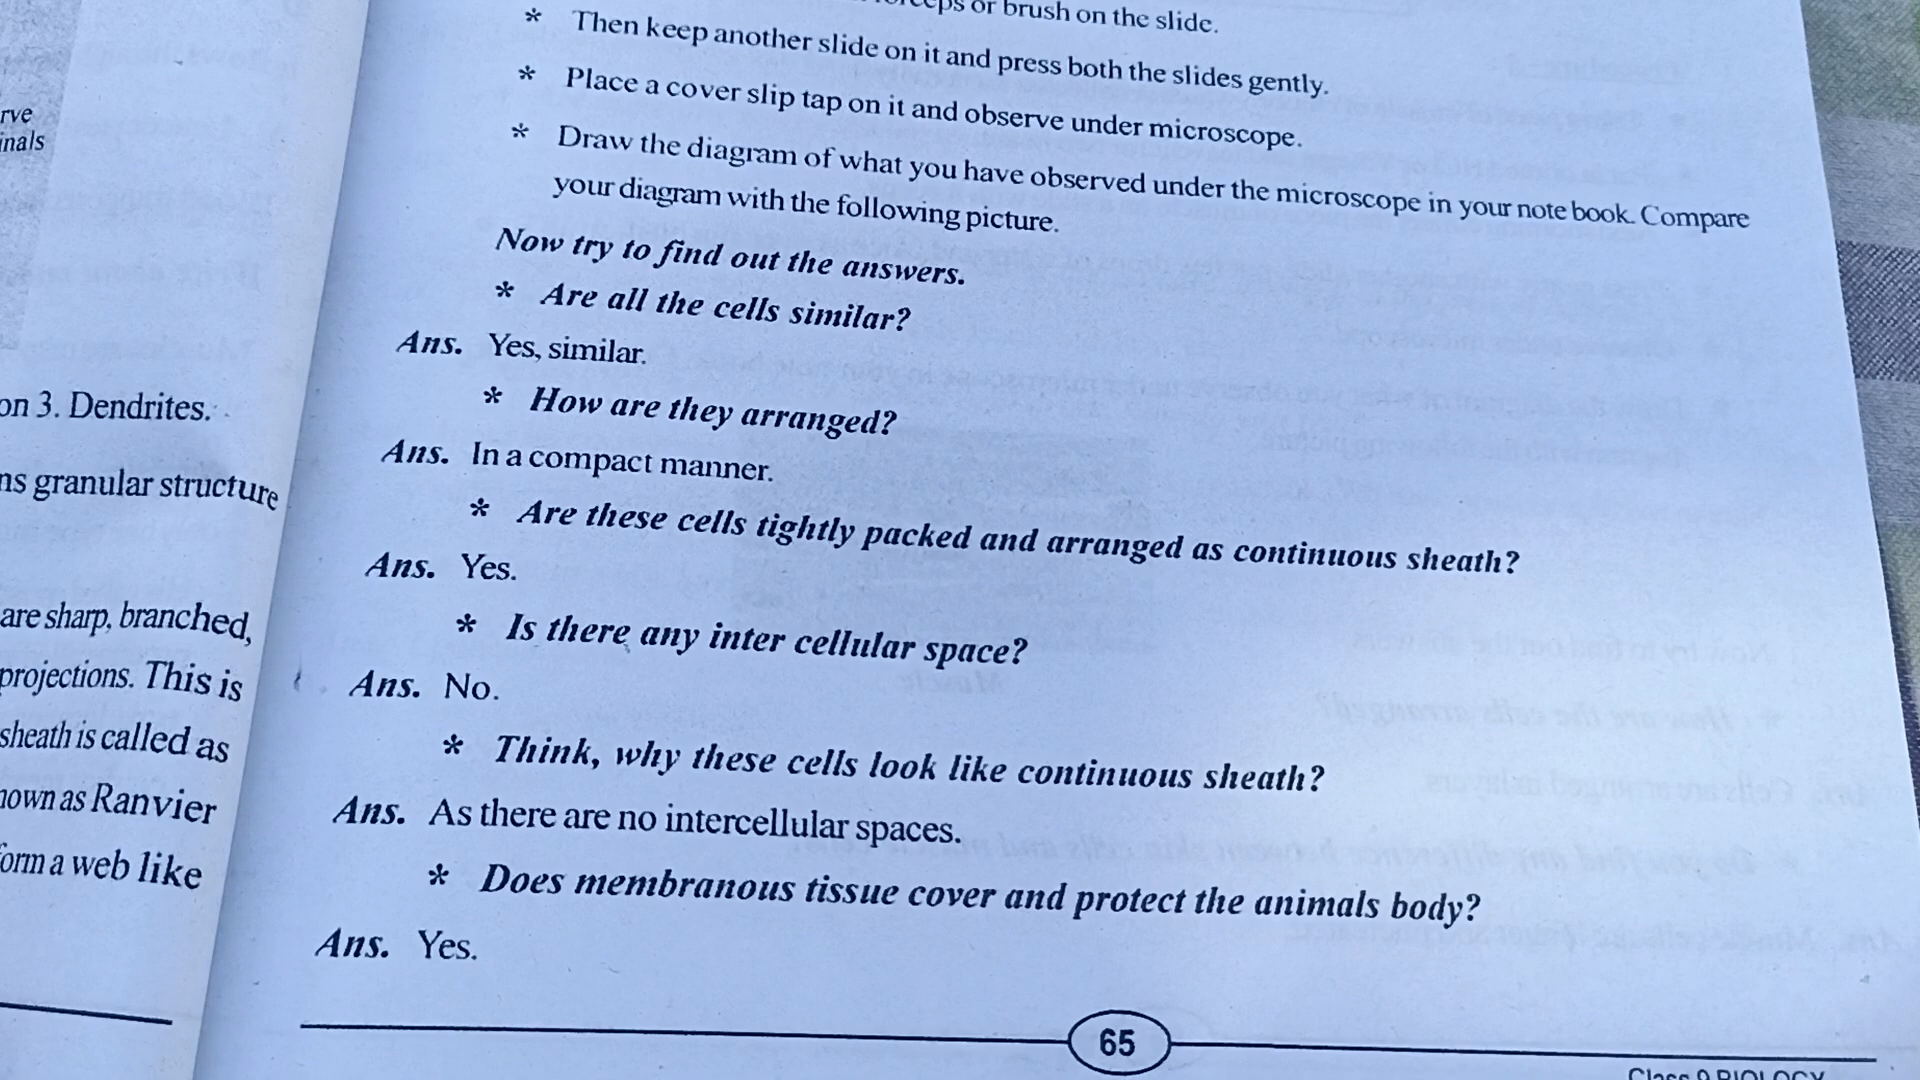 rve
inals
on 3. Dendrites.
ns granular structure
are sharp, branched,
projections. This is
sheath is called as
nown as Ranvier
form a web like
or brush on the slide.
* Then keep another slide on it and press both the slides gently.
* Place a cover slip tap on it and observe under microscope.
* Draw the diagram of what you have observed under the microscope in your note book. Compare
your diagram with the following picture.
Now try to find out the answers.
* Are all the cells similar?
Ans. Yes, similar.
* How are they arranged?
Ans. In a compact manner.
* Are these cells tightly packed and arranged as continuous sheath?
Ans. Yes.
* Is there any inter cellular space?
Ans. No.
* Think, why these cells look like continuous sheath?
Ans. As there are no intercellular spaces.
* Does membranous tissue cover and protect the animals body?
Ans. Yes.
65
Class 9 BIOLOGY